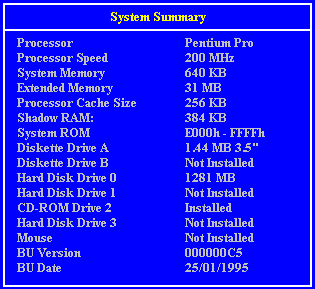 System Summary
Processor Pentium Pro
Processor Speed 200 MHz
System Memory 640 KB
Extended Memory 31 MB
Processor Cache Size 256 KB
Shadow RAM: 384 KB
System ROM E000h - FFFFh
Diskette Drive A 1.44 MB 3.5"
Diskette Drive B Not Installed
Hard Disk Drive 0 1281 MB
Hard Disk Drive 1 Not Installed
CD-ROM Drive 2 Installed
Hard Disk Drive 3 Not Installed
Mouse Not Installed
BU Version 000000C5
BU Date 25/01/1995